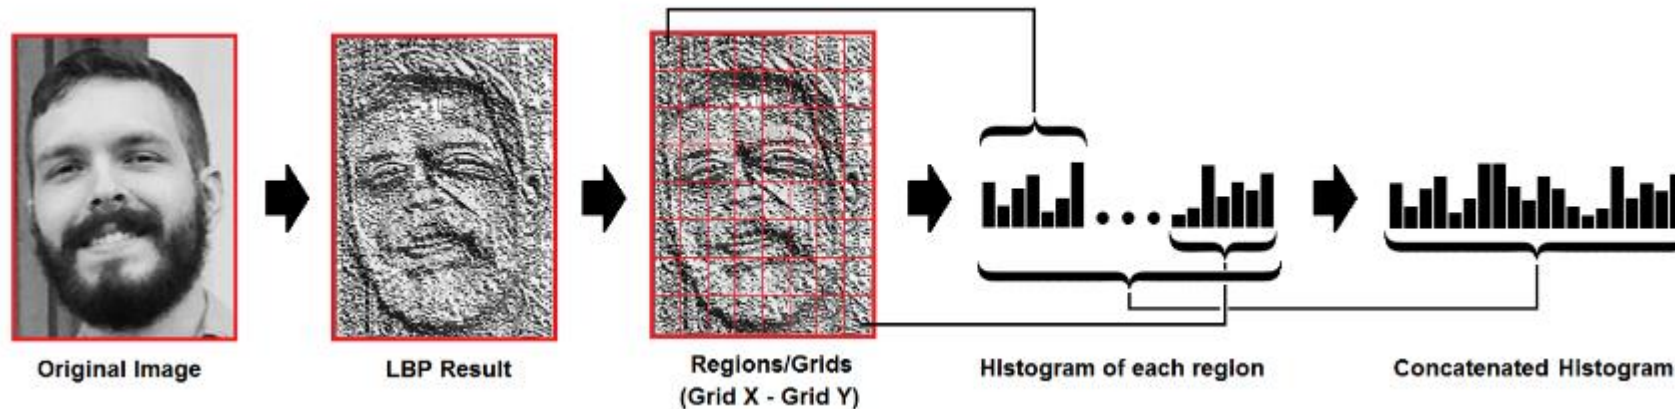 Original Image
LBP Result
Regions/Grids
(Grid X - Grid Y)
Histogram of each region
Concatenated Histogram